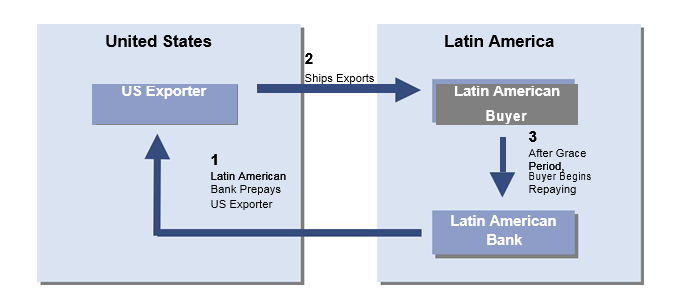 United States
Latin America
2
Ships Exports
US Exporter
Latin American
Buyer
1
Latin American
Bank Prepays
US Exporter
3
After Grace
Period,
Buyer Begins
Repaying
Latin American
Bank